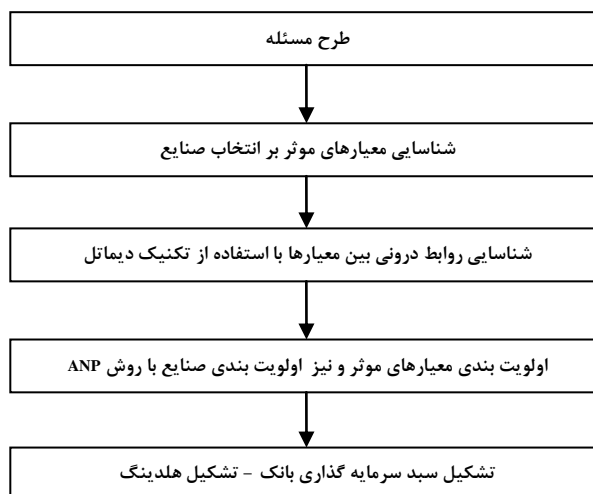 طرح مسئله
شناسایی معیارهای موثر بر انتخاب صنایع
شناسایی روابط درونی بین معیارها با استفاده از تکنیک دیماتل
اولویت بندی معیارهای موثر و نیز اولویت بندی صنایع با روش ANP
تشکیل سبد سرمایه گذاری بانک – تشکیل هلدینگ